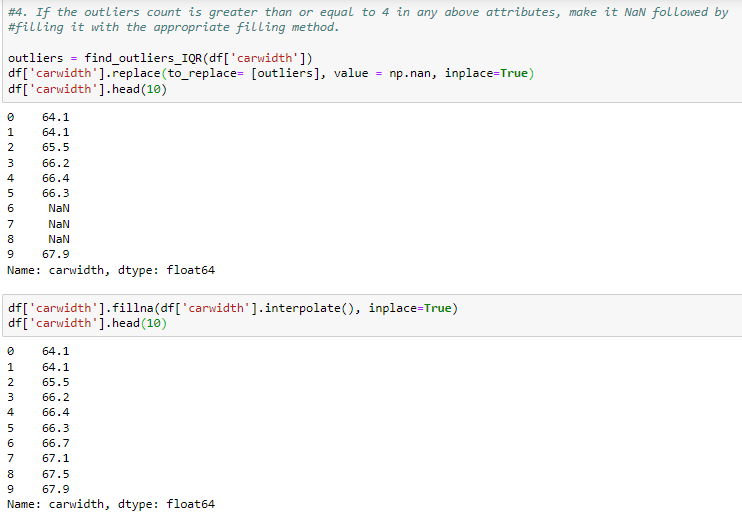 #4. If the outliers count is greater than or equal to 4 in any above attributes, make it NaN followed by
#filling it with the appropriate filling method.
outliers = find_outliers_IQR(df['carwidth'])
df['carwidth'].replace(to_replace= [outliers], value = np.nan, inplace=True)
df['carwidth'].head(10)
0 64.1
1 64.1
2 65.5
3 66.2
4 66.4
5 66.3
6 NaN
7 NaN
8 NaN
9 67.9
Name: carwidth, dtype: float64
df['carwidth'].fillna(df['carwidth'].interpolate(), inplace=True)
df['carwidth'].head(10)
0 64.1
1 64.1
2 65.5
3 66.2
4 66.4
5 66.3
6 66.7
7 67.1
8 67.5
9 67.9
Name: carwidth, dtype: float64